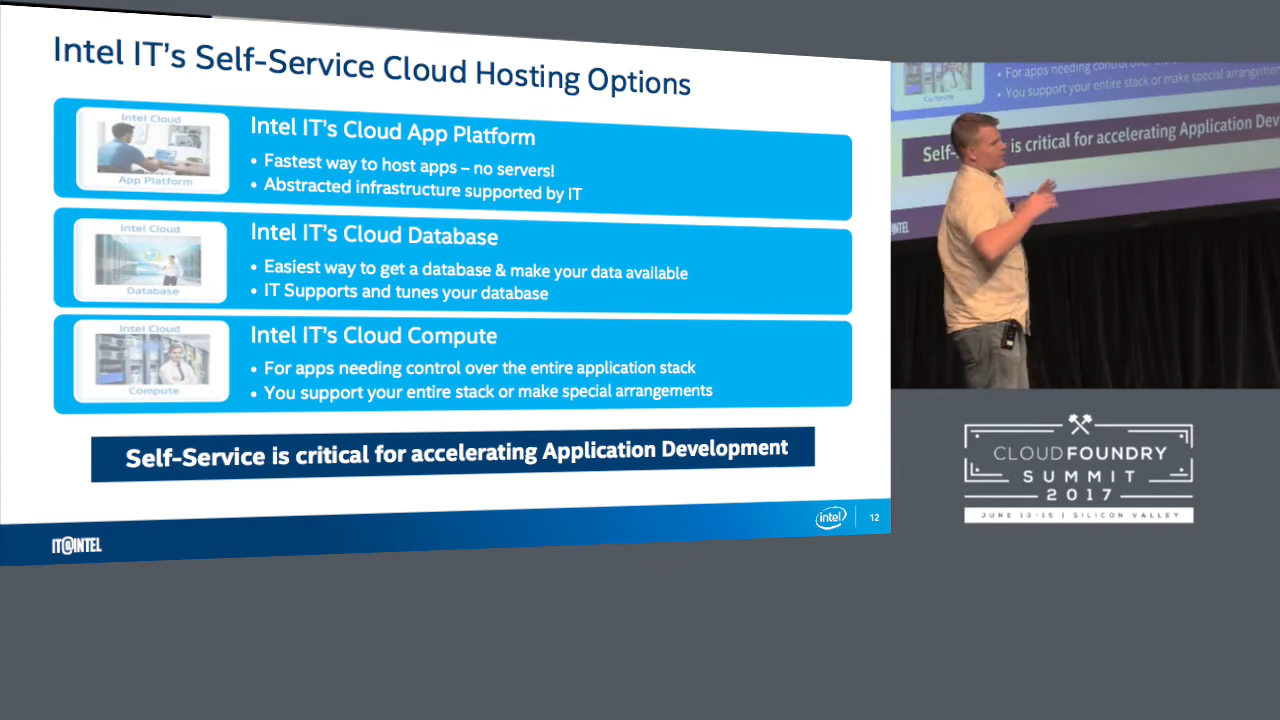 Intel IT's Self-Service Cloud Hosting Options
Intel Cloud
App Platform
Intel IT's Cloud App Platform
• Fastest way to host apps – no servers!
• Abstracted infrastructure supported by IT
Intel Cloud
Database
Intel IT's Cloud Database
• Easiest way to get a database & make your data available
• IT Supports and tunes your database
Intel Cloud
Compute
Intel IT's Cloud Compute
• For apps needing control over the entire application stack
• You support your entire stack or make special arrangements
Self-Service is critical for accelerating Application Development
IT@INTEL
intel
12
• For apps needing control over
• You support your entire stack or make special arrangemen
Compute
Self- is critical for accelerating Application Dev
@INTEL
CLOUD FOUNDRY
SUMMIT
2017
JUNE 13-15 | SILICON VALLEY